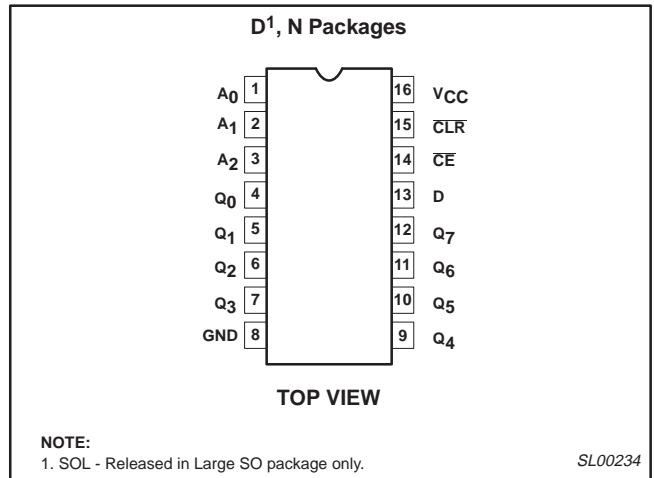 D¹, N Packages
A0 1 16 VCC
A1 2 15 C̅L̅R̅
A2 3 14 C̅E̅
Q0 4 13 D
Q1 5 12 Q7
Q2 6 11 Q6
Q3 7 10 Q5
GND 8 9 Q4
TOP VIEW
NOTE:
1. SOL - Released in Large SO package only.
SL00234